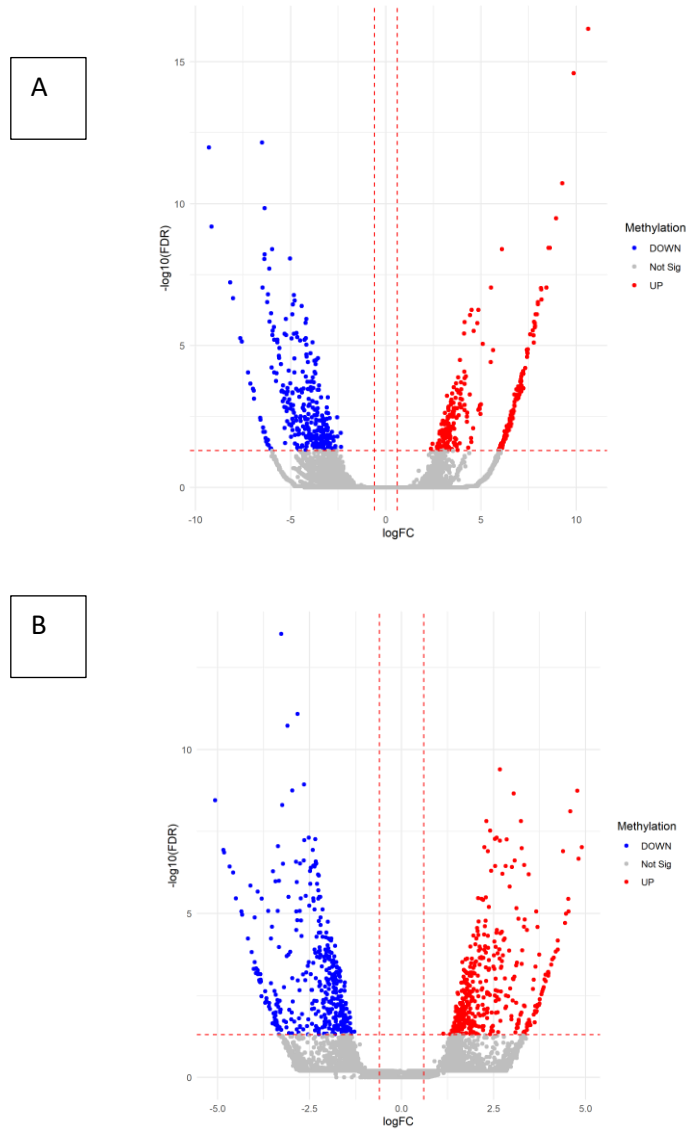 A
15
10
5
0
-log10(FDR)
-10
-5
0
5
10
logFC
Methylation
DOWN
Not Sig
UP
B
10
5
0
-log10(FDR)
-5.0
-2.5
0.0
2.5
5.0
logFC
Methylation
DOWN
Not Sig
UP